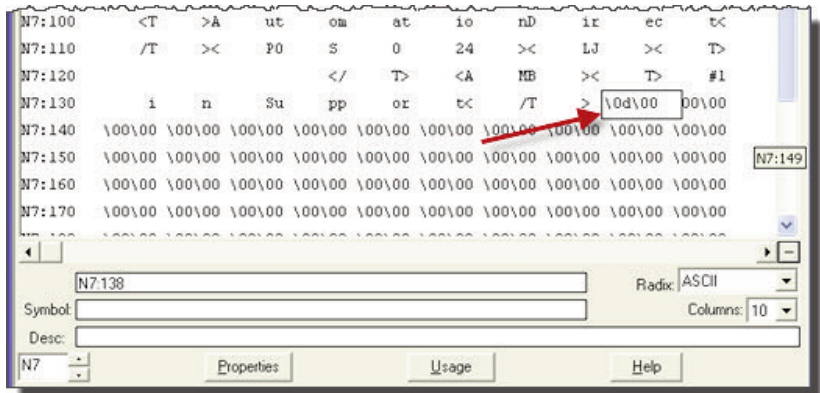 N7:100 <T >A ut om at io nD ir ec t<
N7:110 /T >< PO S 0 24 >< LJ >< T>
N7:120 </ T> <A MB >< T> #1
N7:130 i n Su pp or t< /T > \0d\00 00\00
N7:140 \00\00 \00\00 \00\00 \00\00 \00\00 \00\00 \00\00 \00\00 \00\00 \00\00
N7:150 \00\00 \00\00 \00\00 \00\00 \00\00 \00\00 \00\00 \00\00 \00\00 \00\00
N7:149
N7:160 \00\00 \00\00 \00\00 \00\00 \00\00 \00\00 \00\00 \00\00 \00\00 \00\00
N7:170 \00\00 \00\00 \00\00 \00\00 \00\00 \00\00 \00\00 \00\00 \00\00 \00\00
N7:138
Radix: ASCII
Symbol:
Columns: 10
Desc:
N7
Properties Usage Help